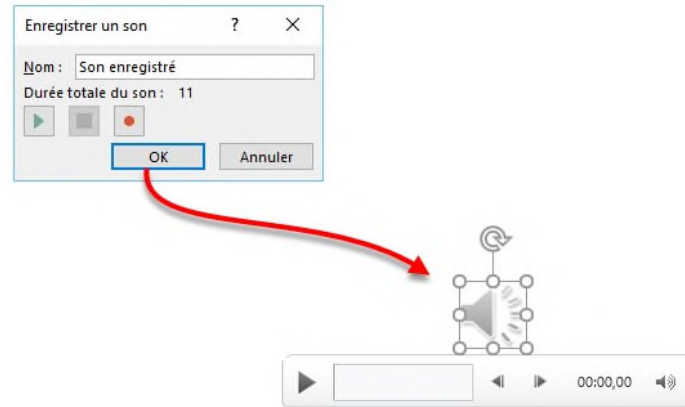 Enregistrer un son ? ×
Nom : Son enregistré
Durée totale du son : 11
OK Annuler
00:00,00